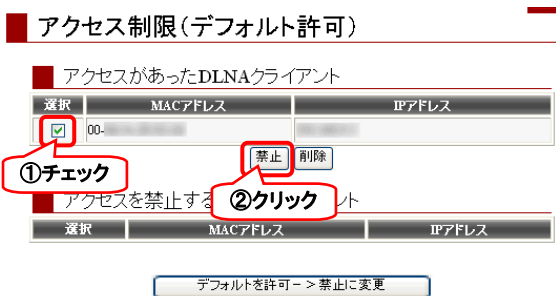 アクセス制限(デフォルト許可)
アクセスがあったDLNAクライアント
選択 MACアドレス IPアドレス
00-
禁止 削除
①チェック
②クリック
アクセスを禁止する ント
選択 MACアドレス IPアドレス
デフォルトを許可->禁止に変更